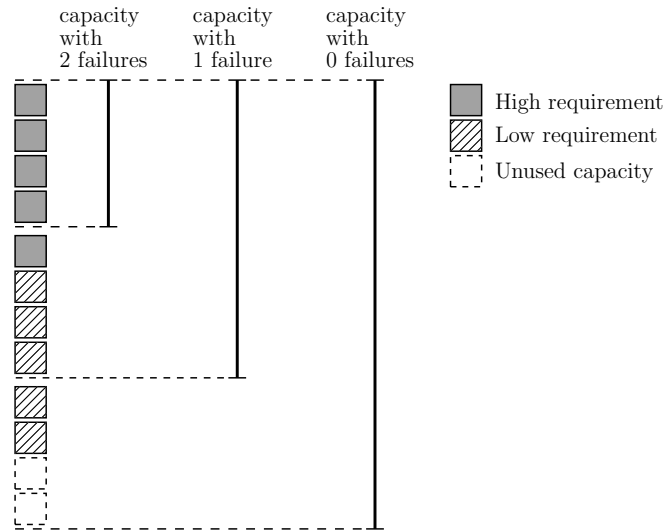 capacity
with
2 failures
capacity
with
1 failure
capacity
with
0 failures
High requirement
Low requirement
Unused capacity